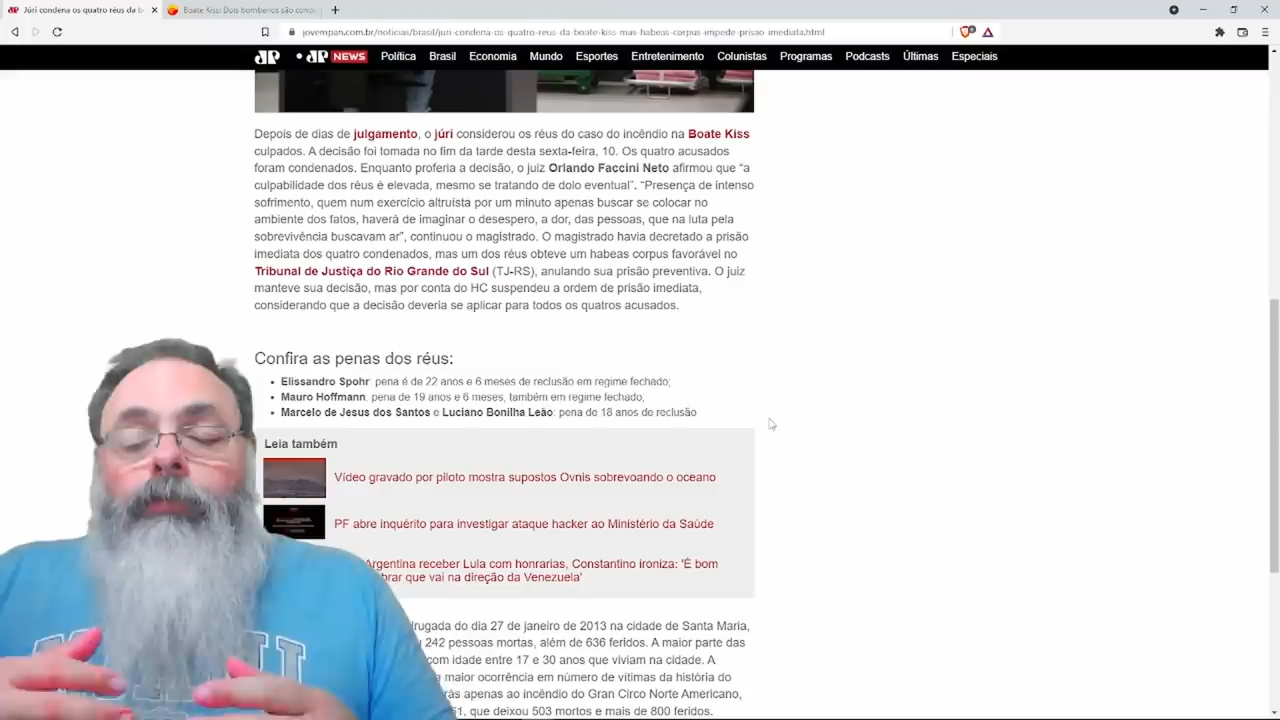 Júri condena os quatro réus da b
Boate Kiss: Dois bombeiros são cond
jovempan.com.br/noticias/brasil/juri-condena-os-quatro-reus-da-boate-kiss-mas-habeas-corpus-impede-prisao-imediata.html
JP
JP NEWS
Política
Brasil
Economia
Mundo
Esportes
Entretenimento
Colunistas
Programas
Podcasts
Últimas
Especiais
Depois de dias de julgamento, o júri considerou os réus do caso do incêndio na Boate Kiss
culpados. A decisão foi tomada no fim da tarde desta sexta-feira, 10. Os quatro acusados
foram condenados. Enquanto proferia a decisão, o juiz Orlando Faccini Neto afirmou que “a
culpabilidade dos réus é elevada, mesmo se tratando de dolo eventual”. “Presença de intenso
sofrimento, quem num exercício altruísta por um minuto apenas buscar se colocar no
ambiente dos fatos, haverá de imaginar o desespero, a dor, das pessoas, que na luta pela
sobrevivência buscavam ar”, continuou o magistrado. O magistrado havia decretado a prisão
imediata dos quatro condenados, mas um dos réus obteve um habeas corpus favorável no
Tribunal de Justiça do Rio Grande do Sul (TJ-RS), anulando sua prisão preventiva. O juiz
manteve sua decisão, mas por conta do HC suspendeu a ordem de prisão imediata,
considerando que a decisão deveria se aplicar para todos os quatros acusados.
Confira as penas dos réus:
• Elissandro Spohr: pena é de 22 anos e 6 meses de reclusão em regime fechado;
• Mauro Hoffmann, pena de 19 anos e 6 meses, também em regime fechado;
• Marcelo de Jesus dos Santos e Luciano Bonilha Leão: pena de 18 anos de reclusão
Leia também
Vídeo gravado por piloto mostra supostos Ovnis sobrevoando o oceano
PF abre inquérito para investigar ataque hacker ao Ministério da Saúde
Argentina receber Lula com honrarias, Constantino ironiza: 'É bom
brar que vai na direção da Venezuela'
drugada do dia 27 de janeiro de 2013 na cidade de Santa Maria,
242 pessoas mortas, além de 636 feridos. A maior parte das
com idade entre 17 e 30 anos que viviam na cidade. A
a maior ocorrência em número de vítimas da história do
rás apenas ao incêndio do Gran Circo Norte Americano,
61, que deixou 503 mortos e mais de 800 feridos.